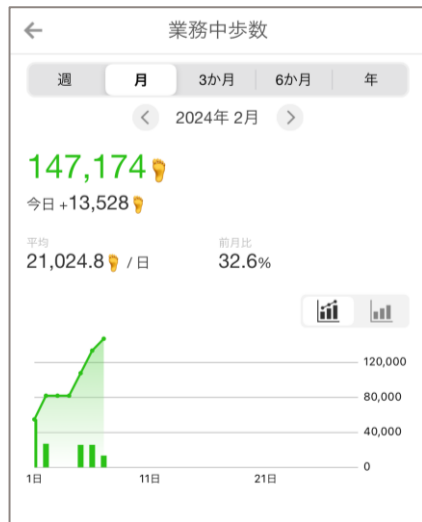 業務中歩数
週 月 3か月 6か月 年
2024年 2月
147,174
今日 +13,528
平均 前月比
21,024.8 / 日 32.6%
120,000
80,000
40,000
0
1日 11日 21日